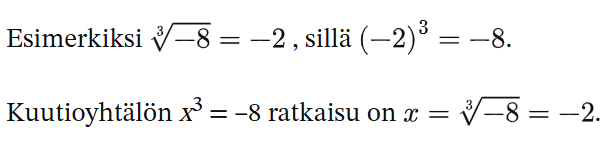 Esimerkiksi ∛−8 = −2 , sillä (−2)³ = −8.
Kuutioyhtälön x³ = –8 ratkaisu on x = ∛−8 = −2.